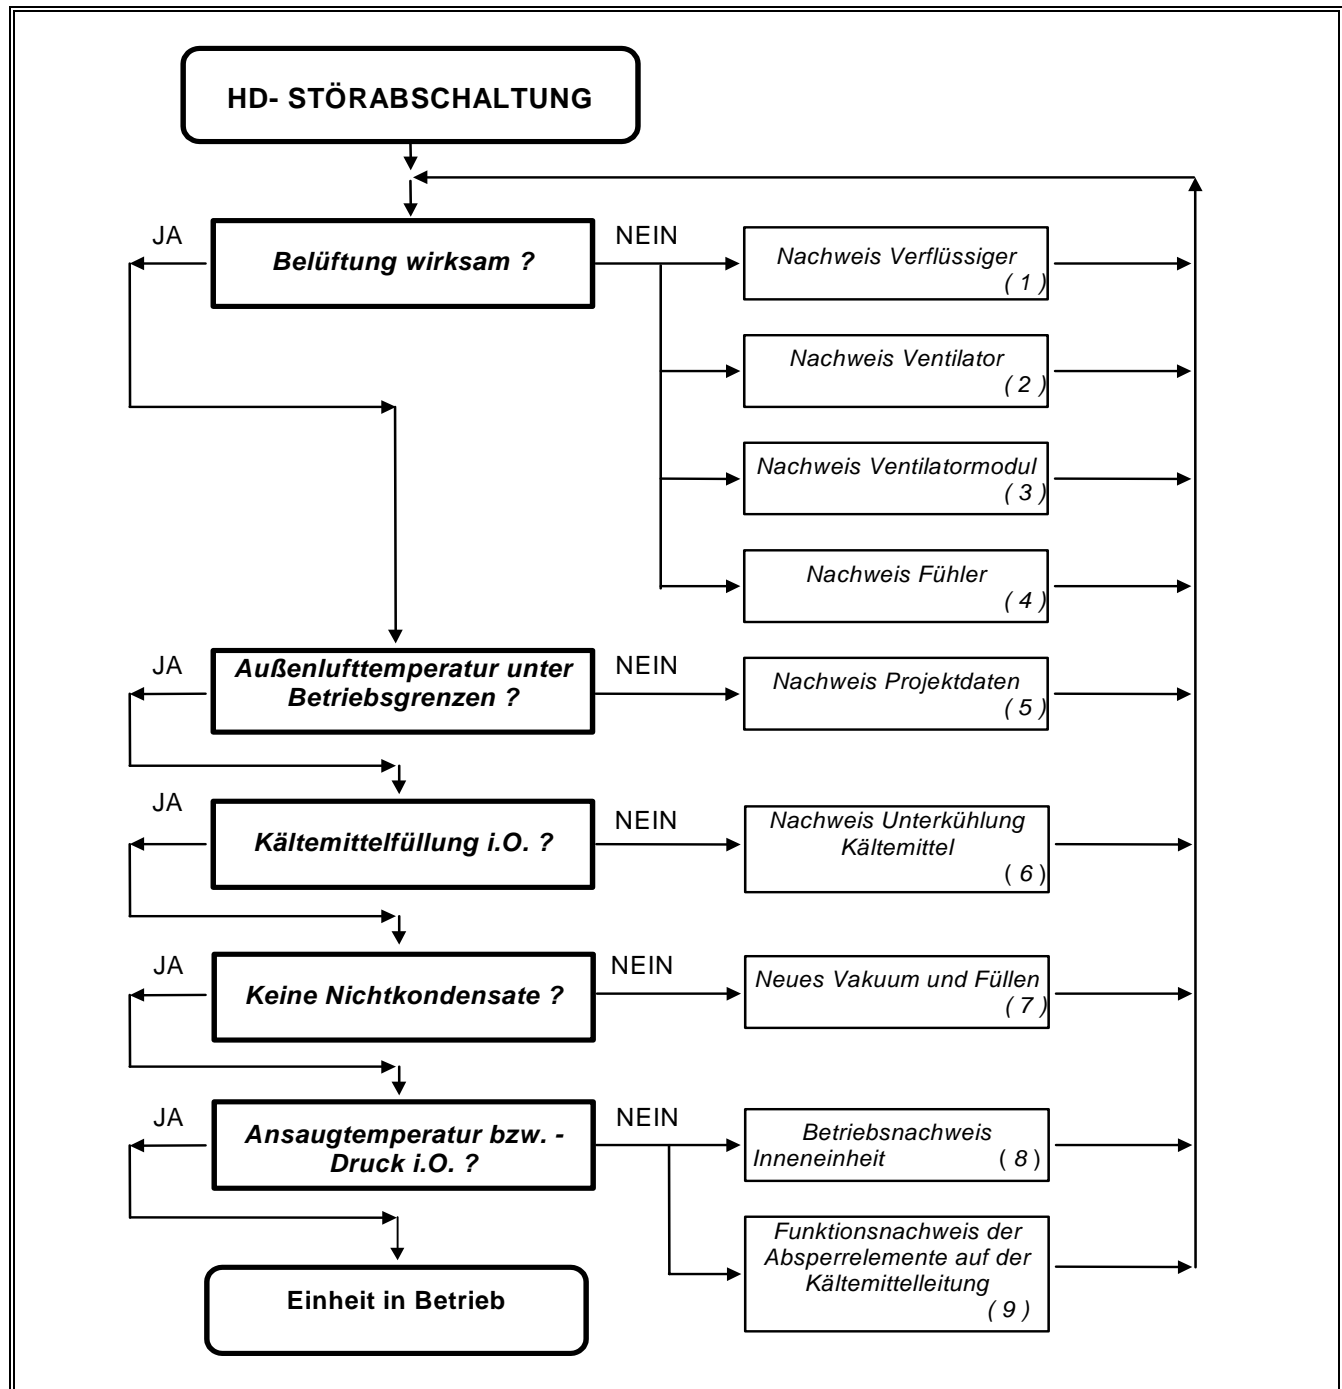 HD- STÖRABSCHALTUNG
JA
Belüftung wirksam ?
NEIN
Nachweis Verflüssiger
( 1 )
Nachweis Ventilator
( 2 )
Nachweis Ventilatormodul
( 3 )
Nachweis Fühler
( 4 )
JA
Außenlufttemperatur unter
Betriebsgrenzen ?
NEIN
Nachweis Projektdaten
( 5 )
JA
Kältemittelfüllung i.O. ?
NEIN
Nachweis Unterkühlung
Kältemittel
( 6 )
JA
Keine Nichtkondensate ?
NEIN
Neues Vakuum und Füllen
( 7 )
JA
Ansaugtemperatur bzw. -
Druck i.O. ?
NEIN
Betriebsnachweis
Inneneinheit ( 8 )
Funktionsnachweis der
Absperrelemente auf der
Kältemittelleitung
( 9 )
Einheit in Betrieb